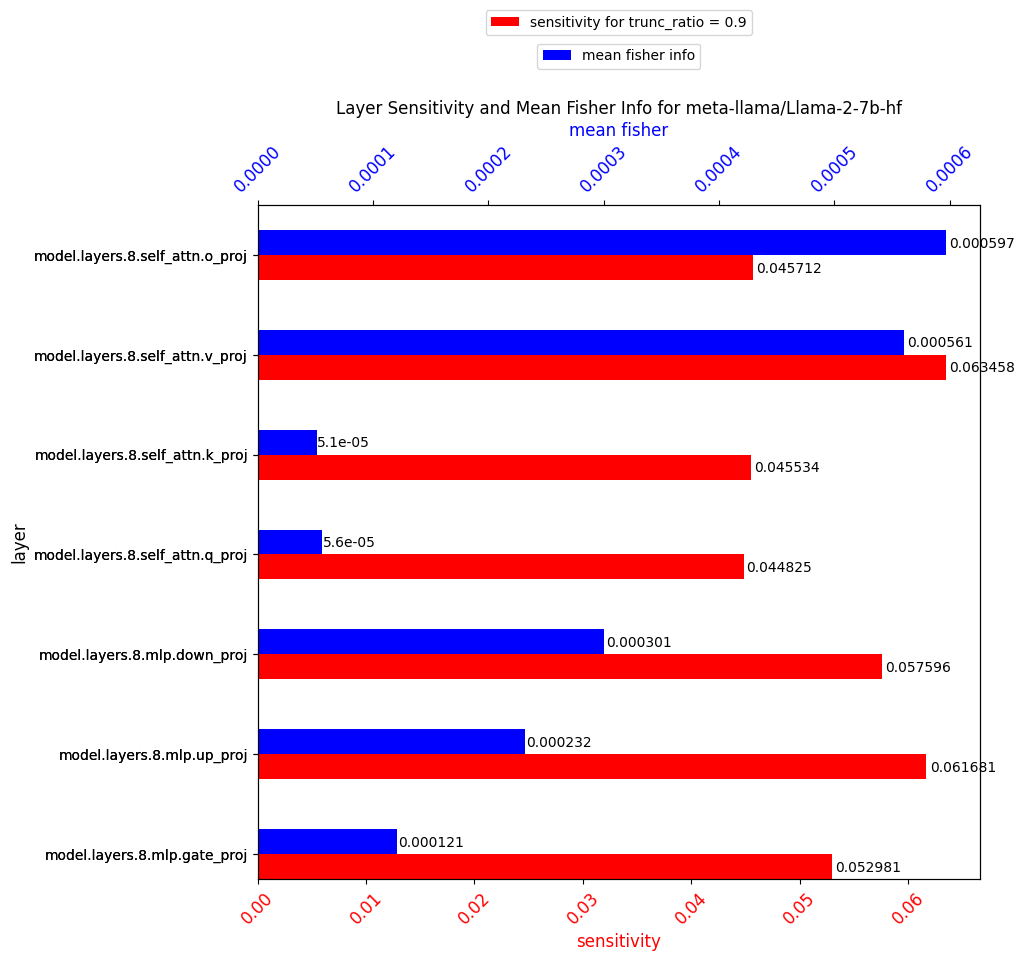 sensitivity for trunc_ratio = 0.9
mean fisher info
Layer Sensitivity and Mean Fisher Info for meta-llama/Llama-2-7b-hf
mean fisher
0.0000 0.0001 0.0002 0.0003 0.0004 0.0005 0.0006
model.layers.8.self_attn.o_proj
0.000597
0.045712
model.layers.8.self_attn.v_proj
0.000561
0.063458
model.layers.8.self_attn.k_proj
5.1e-05
0.045534
model.layers.8.self_attn.q_proj
5.6e-05
0.044825
model.layers.8.mlp.down_proj
0.000301
0.057596
model.layers.8.mlp.up_proj
0.000232
0.061681
model.layers.8.mlp.gate_proj
0.000121
0.052981
layer
0.00 0.01 0.02 0.03 0.04 0.05 0.06
sensitivity